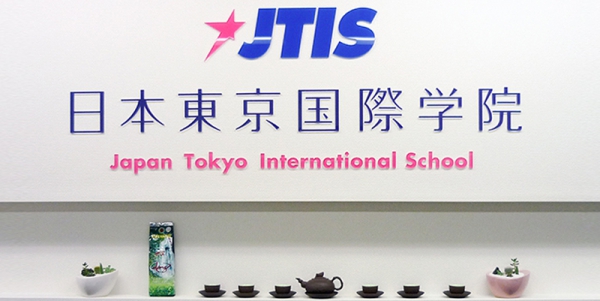 JTIS
日本東京国際学院
Japan Tokyo International School